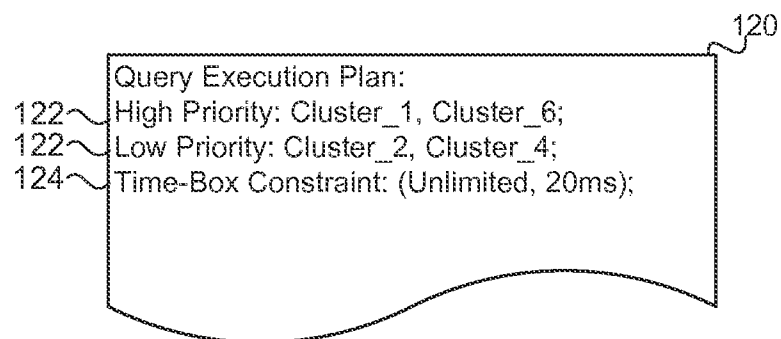 120
Query Execution Plan:
122 High Priority: Cluster_1, Cluster_6;
122 Low Priority: Cluster_2, Cluster_4;
124 Time-Box Constraint: (Unlimited, 20ms);